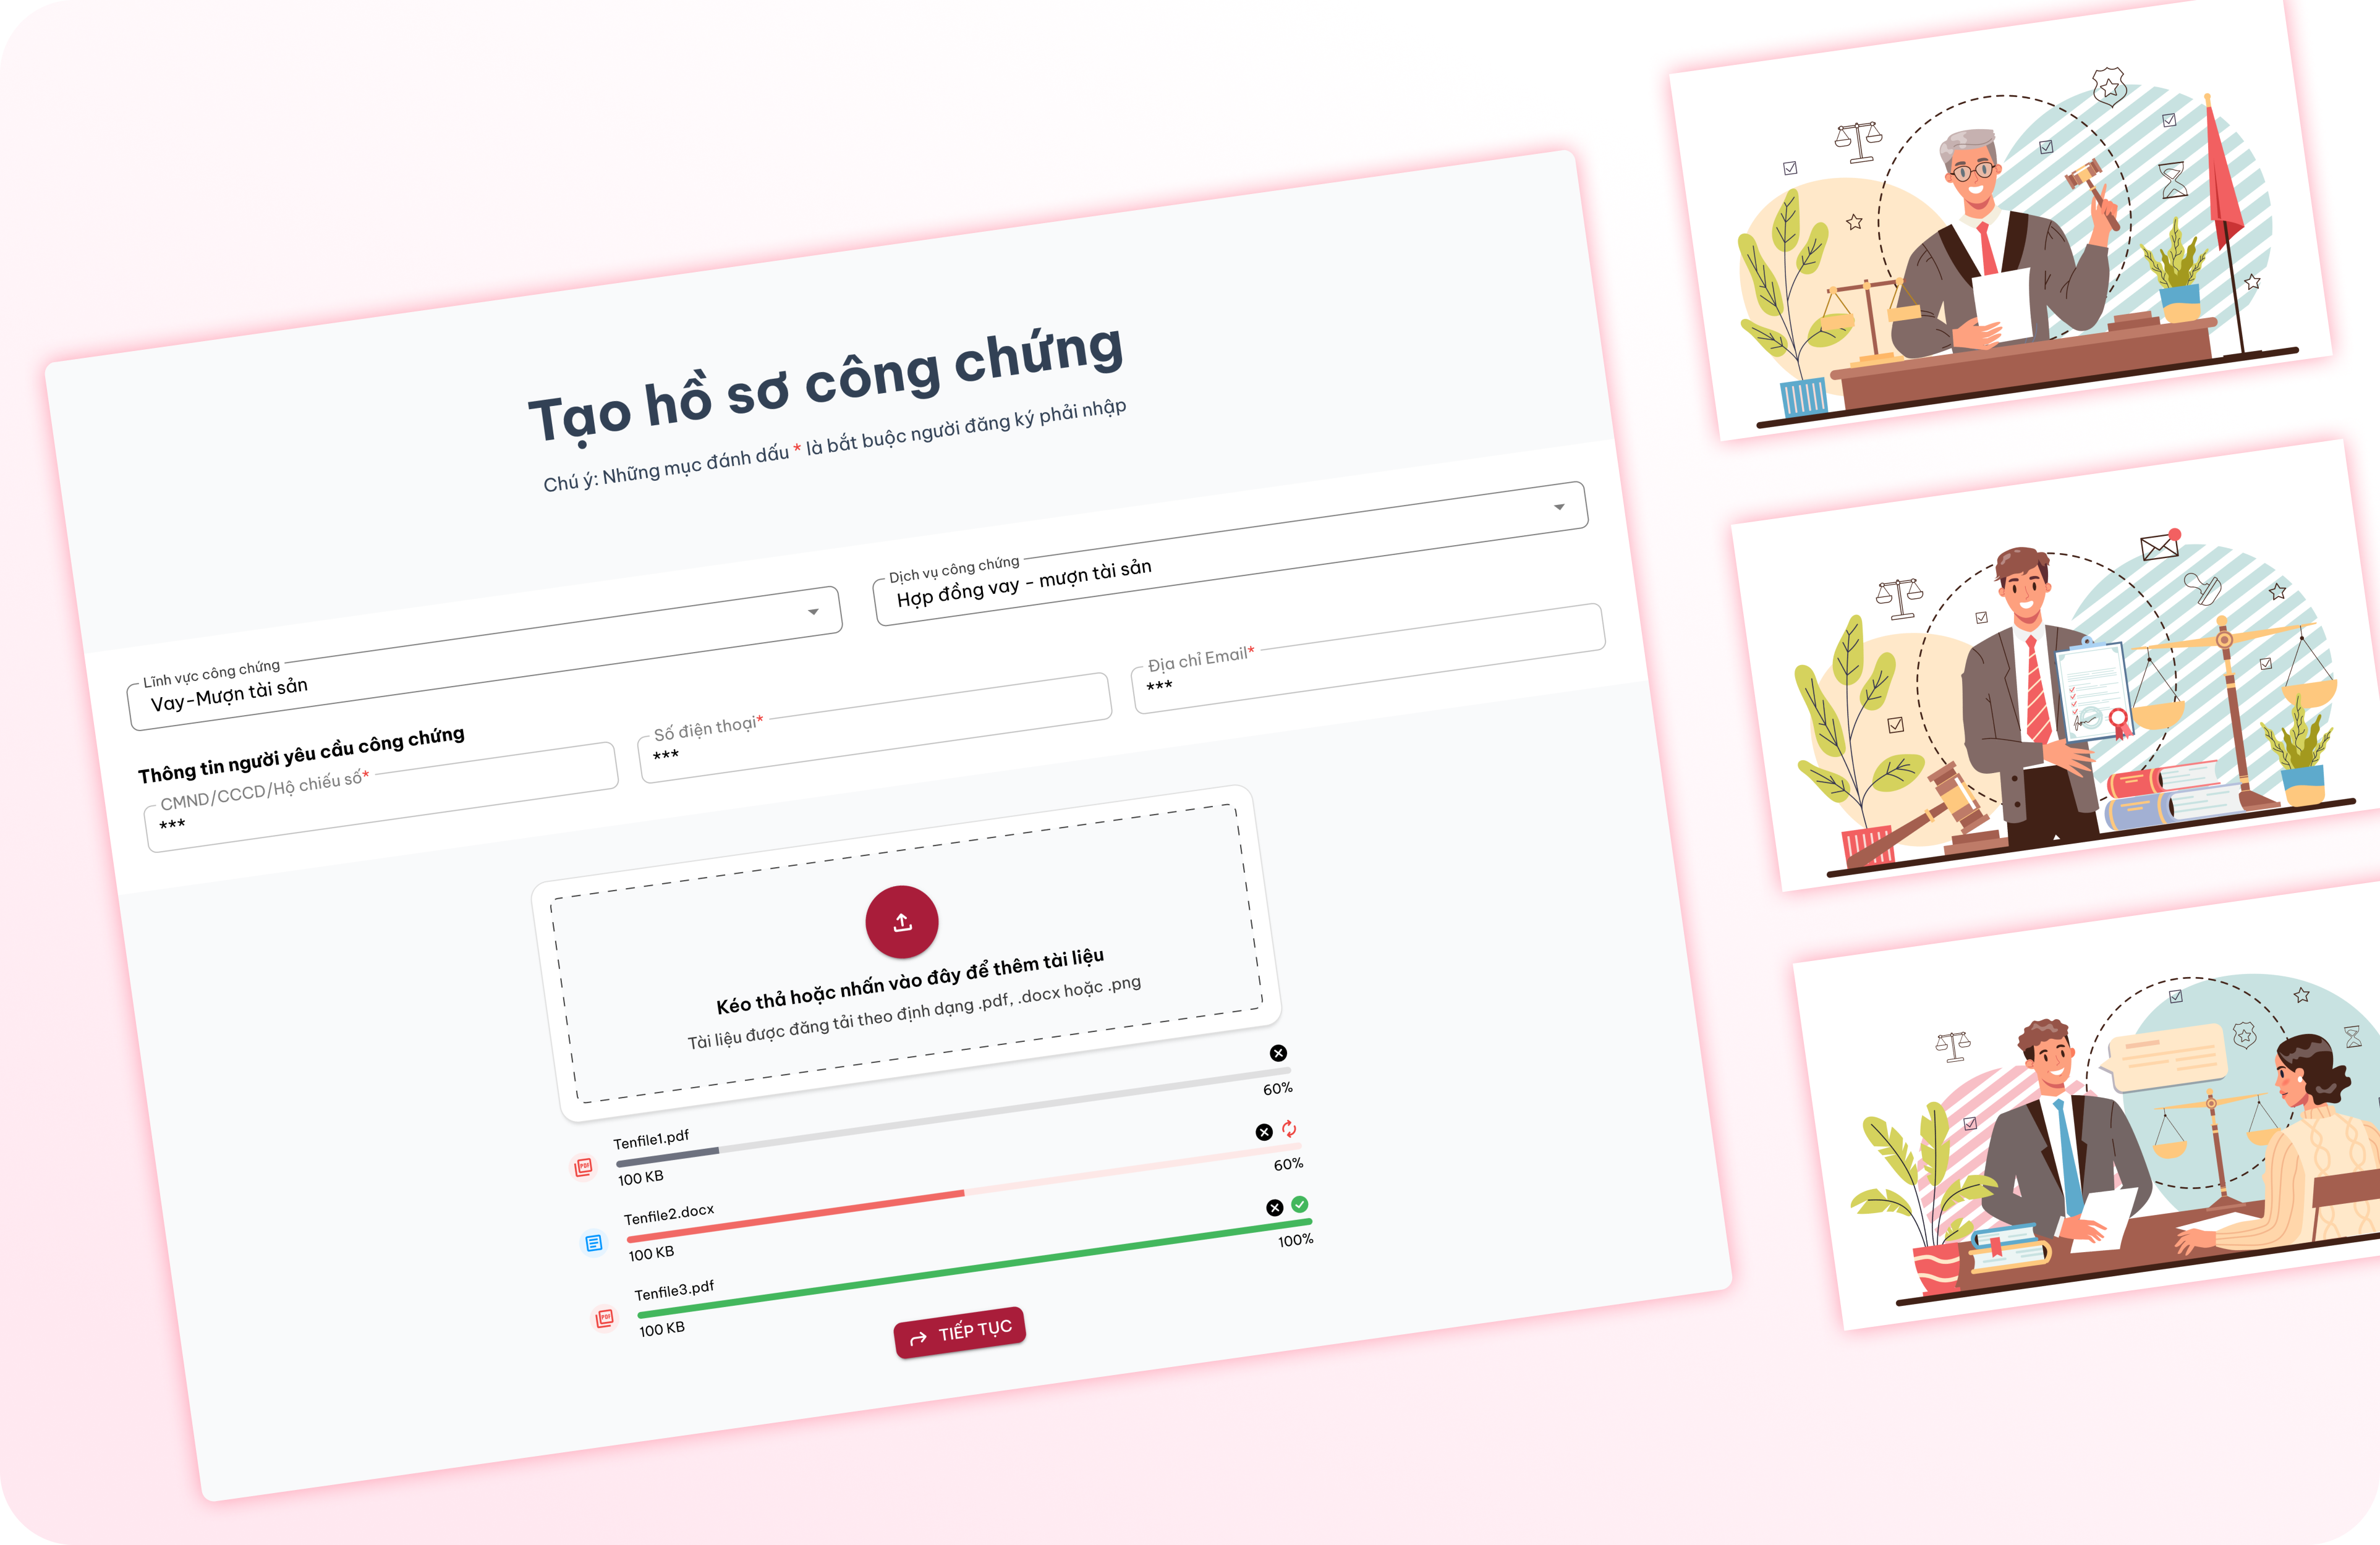 Tạo hồ sơ công chứng
Chú ý: Những mục đánh dấu * là bắt buộc người đăng ký phải nhập
Lĩnh vực công chứng
Vay-Mượn tài sản
Dịch vụ công chứng
Hợp đồng vay - mượn tài sản
Thông tin người yêu cầu công chứng
CMND/CCCD/Hộ chiếu số*
***
Số điện thoại*
***
Địa chỉ Email*
***
Kéo thả hoặc nhấn vào đây để thêm tài liệu
Tài liệu được đăng tải theo định dạng .pdf, .docx hoặc .png
PDF
Tenfile1.pdf
100 KB
60%
Tenfile2.docx
100 KB
60%
PDF
Tenfile3.pdf
100 KB
100%
TIẾP TỤC